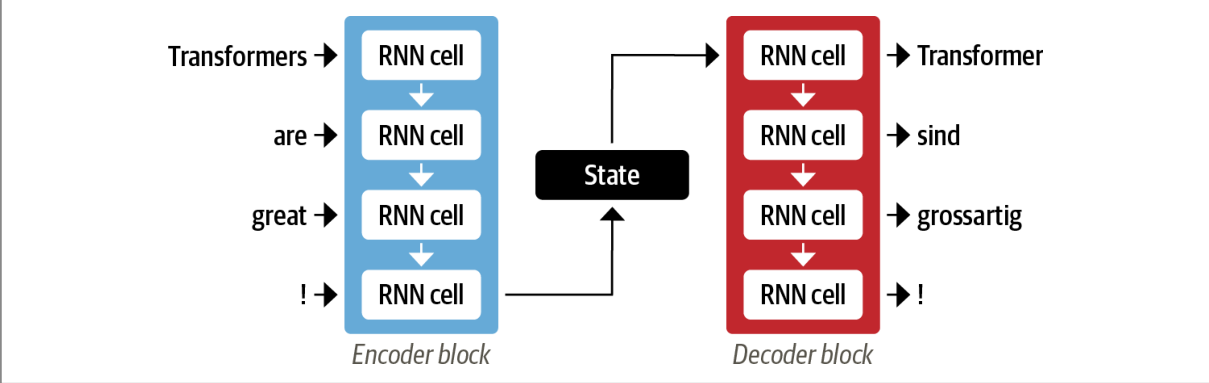 Transformers
RNN cell
are
RNN cell
great
RNN cell
!
RNN cell
Encoder block
State
RNN cell
Transformer
RNN cell
sind
RNN cell
grossartig
RNN cell
!
Decoder block